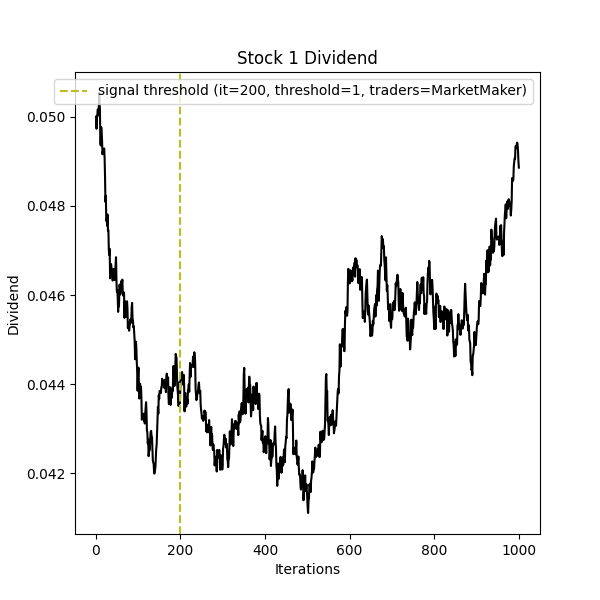 Stock 1 Dividend
signal threshold (it=200, threshold=1, traders=MarketMaker)
0.050
0.048
0.046
0.044
0.042
Dividend
0 200 400 600 800 1000
Iterations